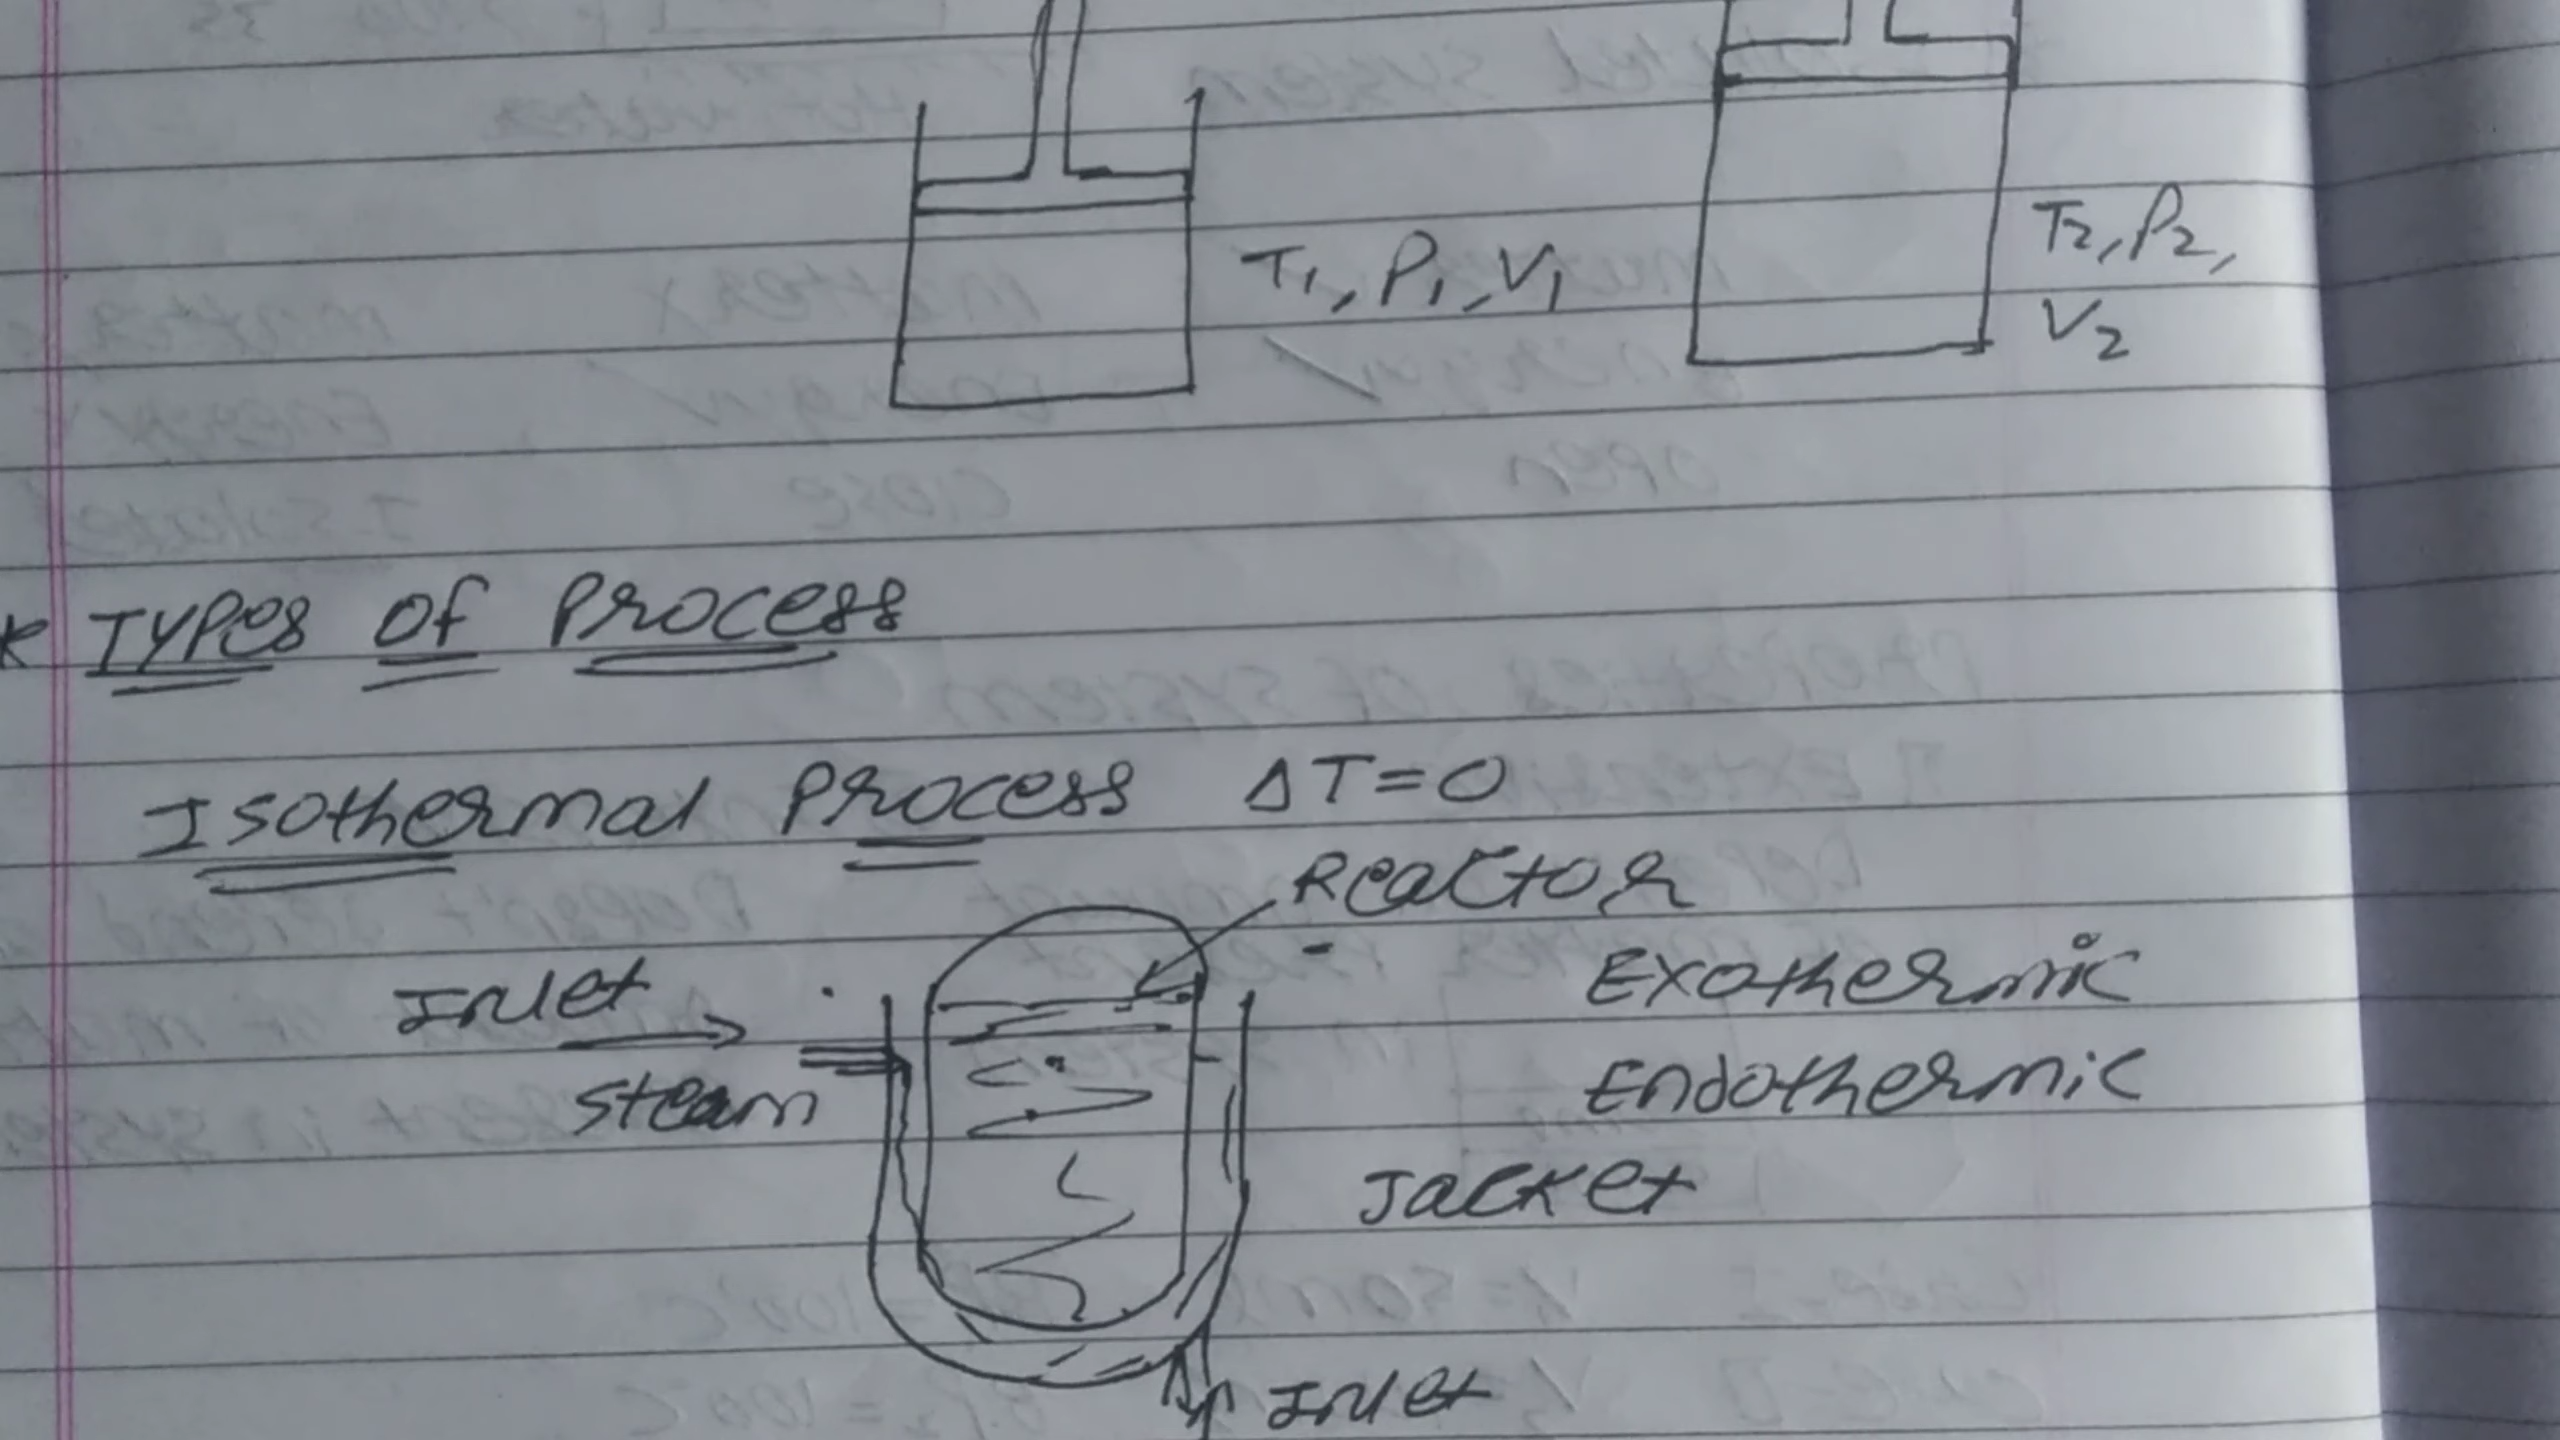 T1, P1, V1
T2, P2,
V2
* Types of Process
Isothermal Process ΔT=0
Reactor
Inlet
steam
Exothermic
Endothermic
Jacket
Inlet